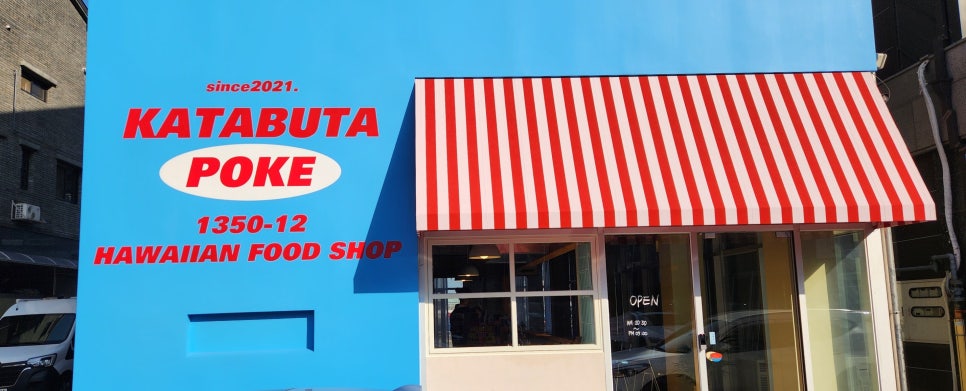 since2021.
KATABUTA
POKE
1350-12
HAWAIIAN FOOD SHOP
OPEN